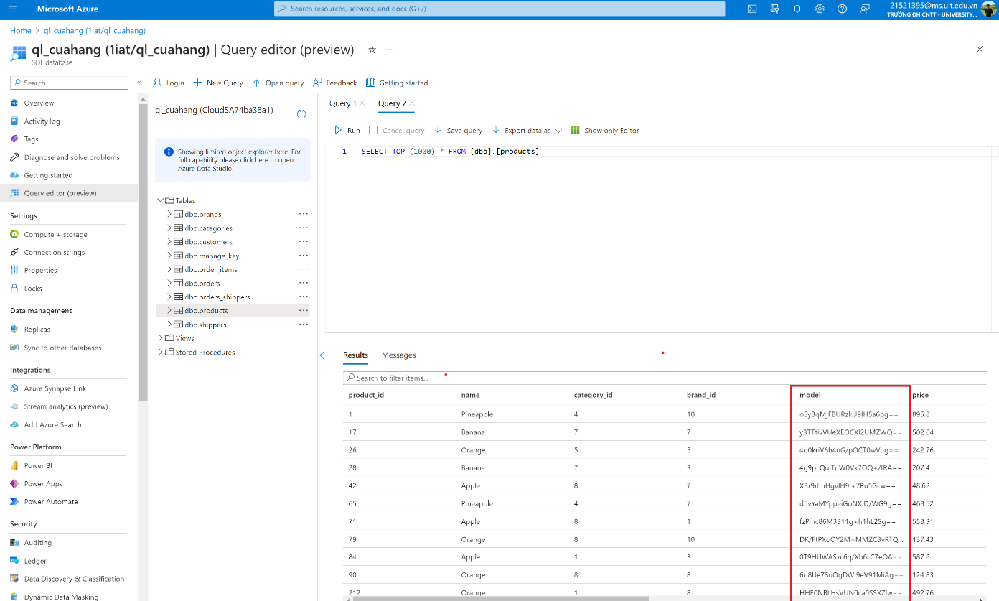 Microsoft Azure
Search resources, services, and docs (G+/)
21521395@ms.uit.edu.vn
TRƯỜNG ĐH CNTT - UNIVERSITY...
Home > ql_cuahang (1iat/ql_cuahang)
ql_cuahang (1iat/ql_cuahang) | Query editor (preview)
SQL database
Search
Login
New Query
Open query
Feedback
Getting started
Overview
Activity log
Tags
Diagnose and solve problems
Getting started
Query editor (preview)
Settings
Compute + storage
Connection strings
Properties
Locks
Data management
Replicas
Sync to other databases
Integrations
Azure Synapse Link
Stream analytics (preview)
Add Azure Search
Power Platform
Power BI
Power Apps
Power Automate
Security
Auditing
Ledger
Data Discovery & Classification
Dynamic Data Masking
ql_cuahang (CloudSA74ba38a1)
Showing limited object explorer here. For
full capability please click here to open
Azure Data Studio.
Tables
dbo.brands
dbo.categories
dbo.customers
dbo.manage_key
dbo.order_items
dbo.orders
dbo.orders_shippers
dbo.products
dbo.shippers
Views
Stored Procedures
Query 1 Query 2
Run Cancel query Save query Export data as Show only Editor
1 SELECT TOP (1000) * FROM [dbo].[products]
Results Messages
Search to filter items...
product_id name category_id brand_id model price
1 Pineapple 4 10 oEyBqMjFBURzkU9IH5a6pg== 895.8
17 Banana 7 7 y3TTtivVUeXEOCXl2UMZWQ== 502.64
26 Orange 5 5 4o0kriV6h4uG/pOCT0wVug== 242.76
28 Banana 7 3 4g9pLQuiTuW0Vk7OQ+/fRA== 207.4
42 Apple 8 7 XBr9rlmHgvlH9i+7Pu5Gcw== 48.62
65 Pineapple 4 7 d5vYaMYppeiGoNXlD/WG9g== 468.52
71 Apple 8 1 fzPinc86M3311g+h1hL2Sg== 558.31
79 Orange 8 10 DK/FtPXoOY2M+MMZC3vRTQ... 137.43
84 Apple 1 3 0T9HUWASxc6q/Xh6LC7eOA== 587.6
90 Orange 8 8 6q8Ue7SuOgDWl9eV91MiAg== 124.83
212 Orange 1 8 HHE0NBLHsVUN0ca0SSXZlw== 492.76